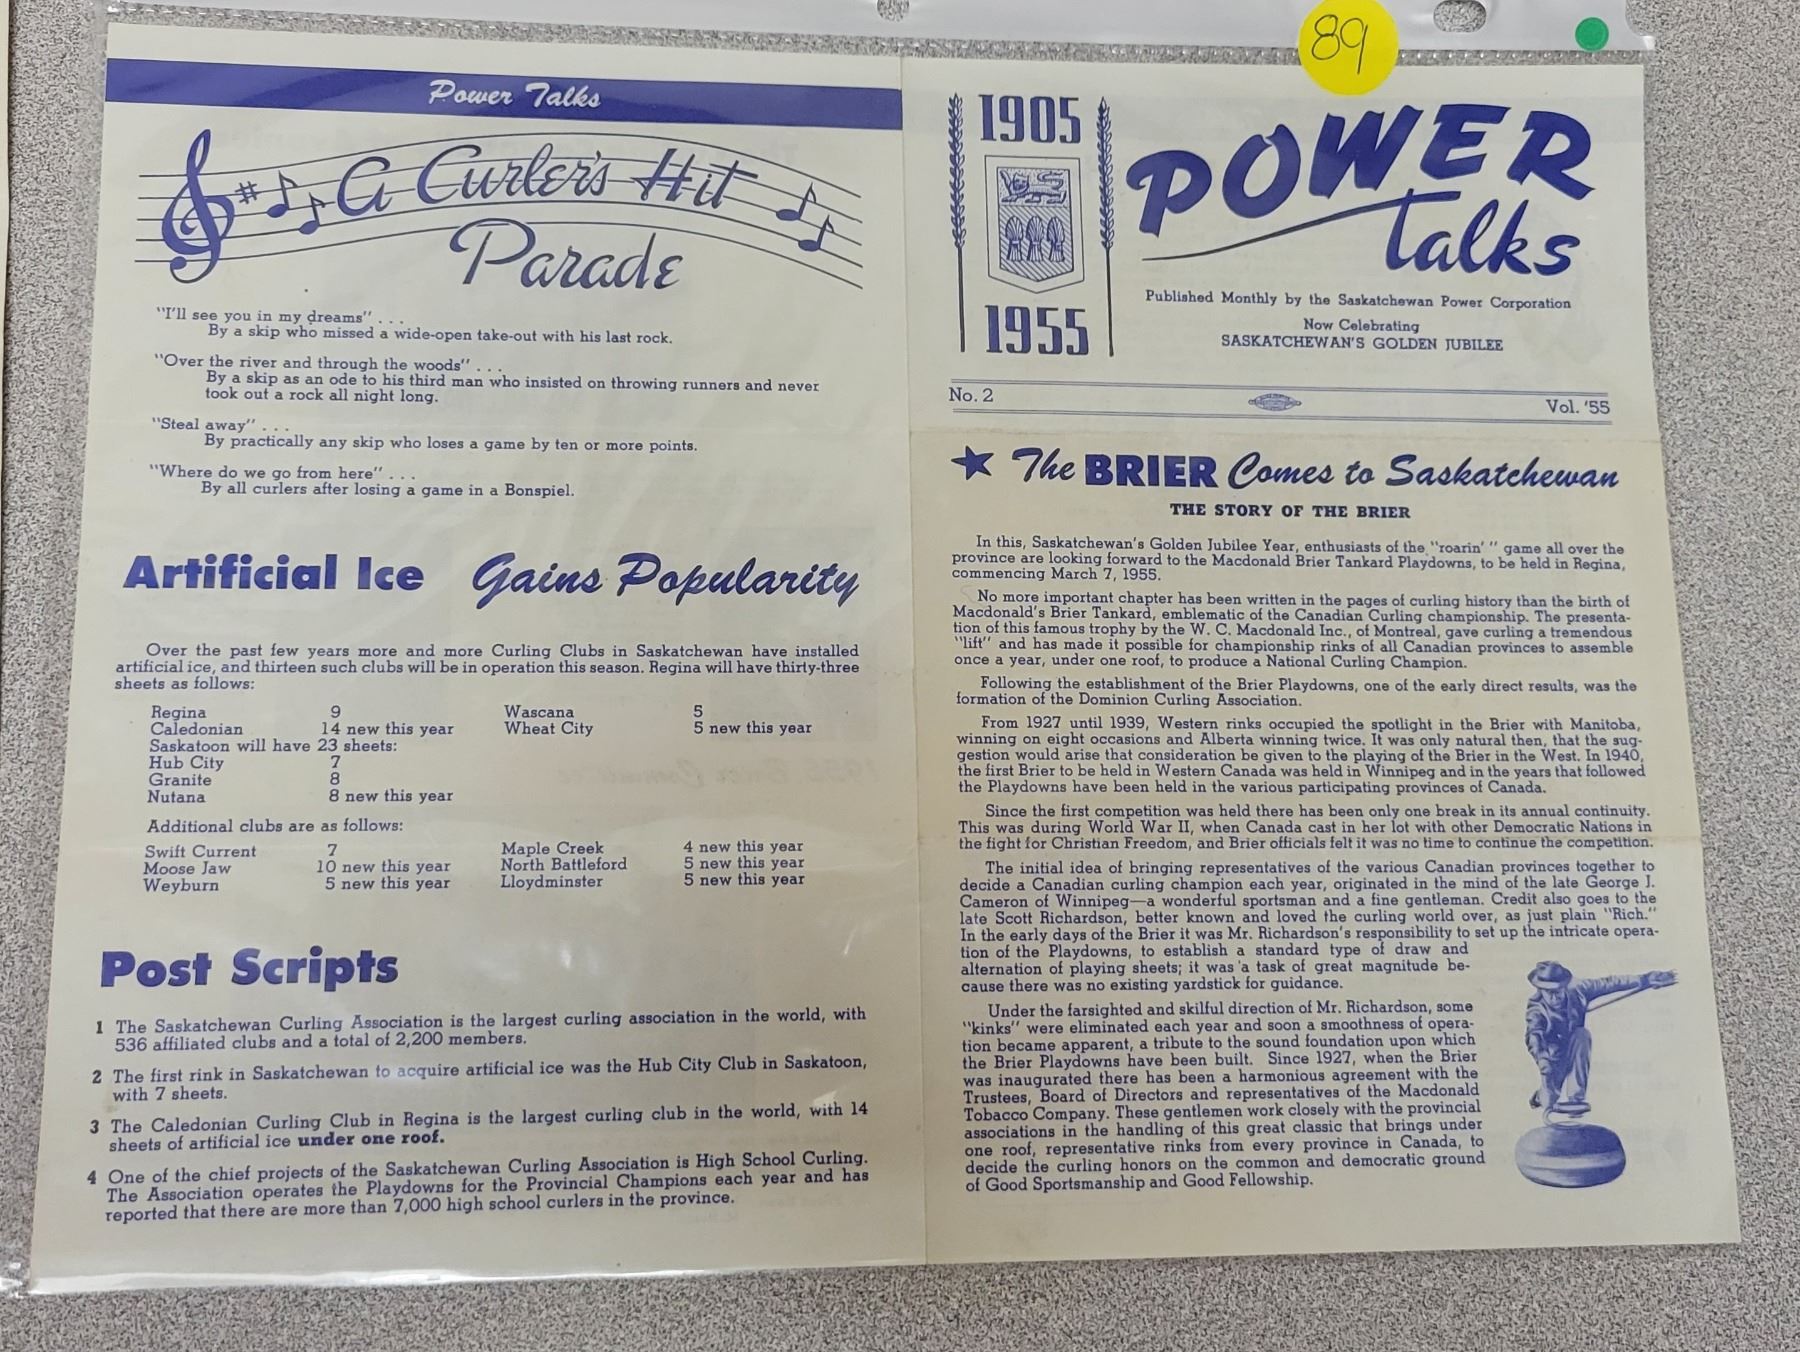 89
Power Talks
A Curler's Hit
Parade
"I'll see you in my dreams" . . .
By a skip who missed a wide-open take-out with his last rock.
"Over the river and through the woods" . . .
By a skip as an ode to his third man who insisted on throwing runners and never
took out a rock all night long.
"Steal away" . . .
By practically any skip who loses a game by ten or more points.
"Where do we go from here" . . .
By all curlers after losing a game in a Bonspiel.
Artificial Ice Gains Popularity
Over the past few years more and more Curling Clubs in Saskatchewan have installed
artificial ice, and thirteen such clubs will be in operation this season. Regina will have thirty-three
sheets as follows:
Regina 9 Wascana 5
Caledonian 14 new this year Wheat City 5 new this year
Saskatoon will have 23 sheets:
Hub City 7
Granite 8
Nutana 8 new this year
Additional clubs are as follows:
Swift Current 7 Maple Creek 4 new this year
Moose Jaw 10 new this year North Battleford 5 new this year
Weyburn 5 new this year Lloydminster 5 new this year
Post Scripts
1 The Saskatchewan Curling Association is the largest curling association in the world, with
536 affiliated clubs and a total of 2,200 members.
2 The first rink in Saskatchewan to acquire artificial ice was the Hub City Club in Saskatoon,
with 7 sheets.
3 The Caledonian Curling Club in Regina is the largest curling club in the world, with 14
sheets of artificial ice under one roof.
4 One of the chief projects of the Saskatchewan Curling Association is High School Curling.
The Association operates the Playdowns for the Provincial Champions each year and has
reported that there are more than 7,000 high school curlers in the province.
1905
1955
POWER
Talks
Published Monthly by the Saskatchewan Power Corporation
Now Celebrating
SASKATCHEWAN'S GOLDEN JUBILEE
No. 2 Vol. '55
The BRIER Comes to Saskatchewan
THE STORY OF THE BRIER
In this, Saskatchewan's Golden Jubilee Year, enthusiasts of the "roarin' " game all over the
province are looking forward to the Macdonald Brier Tankard Playdowns, to be held in Regina,
commencing March 7, 1955.
No more important chapter has been written in the pages of curling history than the birth of
Macdonald's Brier Tankard, emblematic of the Canadian Curling championship. The presenta-
tion of this famous trophy by the W. C. Macdonald Inc., of Montreal, gave curling a tremendous
"lift" and has made it possible for championship rinks of all Canadian provinces to assemble
once a year, under one roof, to produce a National Curling Champion.
Following the establishment of the Brier Playdowns, one of the early direct results, was the
formation of the Dominion Curling Association.
From 1927 until 1939, Western rinks occupied the spotlight in the Brier with Manitoba,
winning on eight occasions and Alberta winning twice. It was only natural then, that the sug-
gestion would arise that consideration be given to the playing of the Brier in the West. In 1940,
the first Brier to be held in Western Canada was held in Winnipeg and in the years that followed
the Playdowns have been held in the various participating provinces of Canada.
Since the first competition was held there has been only one break in its annual continuity.
This was during World War II, when Canada cast in her lot with other Democratic Nations in
the fight for Christian Freedom, and Brier officials felt it was no time to continue the competition.
The initial idea of bringing representatives of the various Canadian provinces together to
decide a Canadian curling champion each year, originated in the mind of the late George J.
Cameron of Winnipeg—a wonderful sportsman and a fine gentleman. Credit also goes to the
late Scott Richardson, better known and loved the curling world over, as just plain "Rich."
In the early days of the Brier it was Mr. Richardson's responsibility to set up the intricate opera-
tion of the Playdowns, to establish a standard type of draw and
alternation of playing sheets; it was a task of great magnitude be-
cause there was no existing yardstick for guidance.
Under the farsighted and skilful direction of Mr. Richardson, some
"kinks" were eliminated each year and soon a smoothness of opera-
tion became apparent, a tribute to the sound foundation upon which
the Brier Playdowns have been built. Since 1927, when the Brier
was inaugurated there has been a harmonious agreement with the
Trustees, Board of Directors and representatives of the Macdonald
Tobacco Company. These gentlemen work closely with the provincial
associations in the handling of this great classic that brings under
one roof, representative rinks from every province in Canada, to
decide the curling honors on the common and democratic ground
of Good Sportsmanship and Good Fellowship.